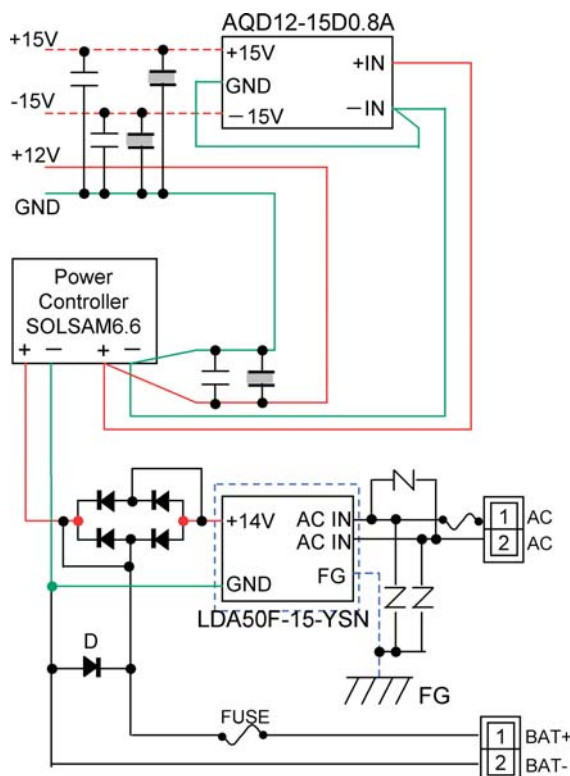 AQD12-15D0.8A
+15V
+15V
+IN
GND
-15V
－IN
－15V
+12V
GND
Power
Controller
SOLSAM6.6
+ － + －
+14V
AC IN
AC IN
1 AC
2 AC
FG
GND
LDA50F-15-YSN
D
FG
FUSE
1 BAT+
2 BAT-